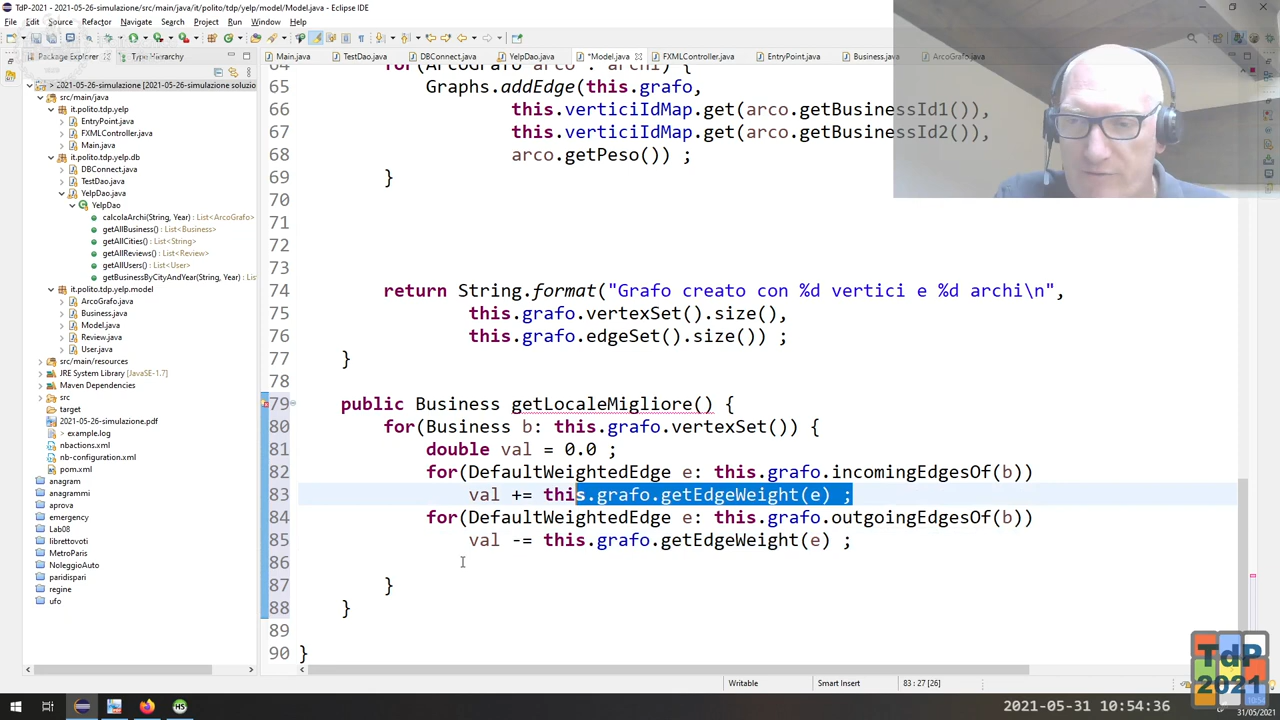 TdP-2021 - 2021-05-26-simulazione/src/main/java/it/polito/tdp/yelp/model/Model.java - Eclipse IDE
File Edit Source Refactor Navigate Search Project Run Window Help
Package Explorer Type Hierarchy
Main.java TestDao.java DBConnect.java YelpDao.java *Model.java FXMLController.java EntryPoint.java Business.java ArcoGrafo.java
2021-05-26-simulazione [2021-05-26-simulazione soluzio
src/main/java
it.polito.tdp.yelp
EntryPoint.java
FXMLController.java
Main.java
it.polito.tdp.yelp.db
DBConnect.java
TestDao.java
YelpDao.java
YelpDao
calcolaArchi(String, Year) : List<ArcoGrafo>
getAllBusiness() : List<Business>
getAllCities() : List<String>
getAllReviews() : List<Review>
getAllUsers() : List<User>
getBusinessByCityAndYear(String, Year) : List
it.polito.tdp.yelp.model
ArcoGrafo.java
Business.java
Model.java
Review.java
User.java
src/main/resources
JRE System Library [JavaSE-1.7]
Maven Dependencies
src
target
2021-05-26-simulazione.pdf
> example.log
nbactions.xml
nb-configuration.xml
pom.xml
anagram
anagrammi
aprova
emergency
Lab08
librettovoti
MetroParis
NoleggioAuto
paridispari
regine
ufo
64 for(ArcoGrafo arco : archi) {
65 Graphs.addEdge(this.grafo,
66 this.verticiIdMap.get(arco.getBusinessId1()),
67 this.verticiIdMap.get(arco.getBusinessId2()),
68 arco.getPeso()) ;
69 }
70
71
72
73
74 return String.format("Grafo creato con %d vertici e %d archi\n",
75 this.grafo.vertexSet().size(),
76 this.grafo.edgeSet().size()) ;
77 }
78
79 public Business getLocaleMigliore() {
80 for(Business b: this.grafo.vertexSet()) {
81 double val = 0.0 ;
82 for(DefaultWeightedEdge e: this.grafo.incomingEdgesOf(b))
83 val += this.grafo.getEdgeWeight(e) ;
84 for(DefaultWeightedEdge e: this.grafo.outgoingEdgesOf(b))
85 val -= this.grafo.getEdgeWeight(e) ;
86
87 }
88 }
89
90 }
Writable Smart Insert 83 : 27 [26]
TdP
2021
2021-05-31 10:54:36
10:54
31/05/2021